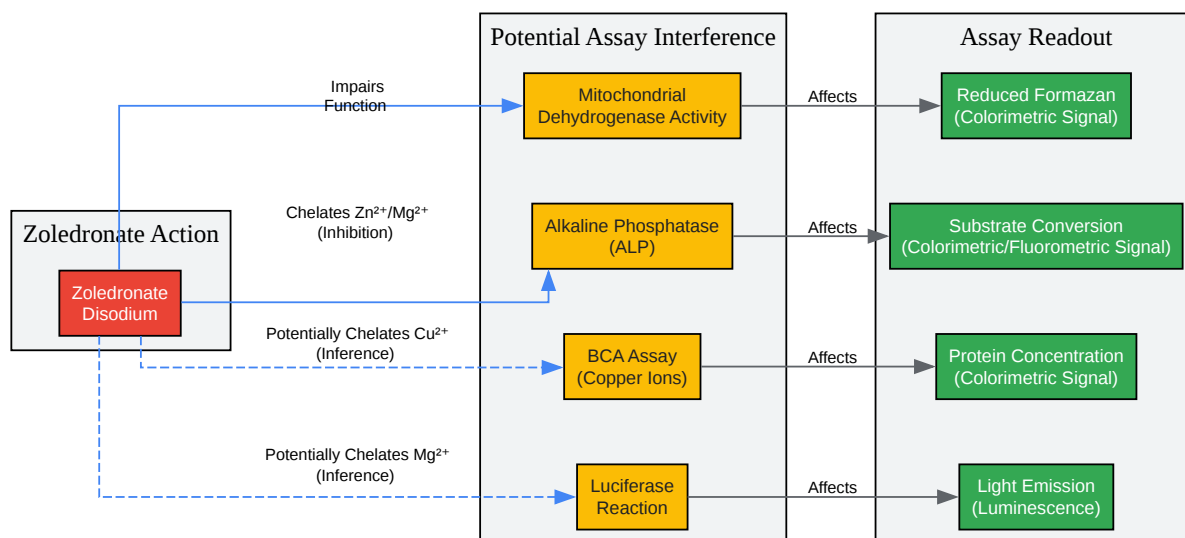 Potential Assay Interference
Assay Readout
Impairs
Function
Mitochondrial
Dehydrogenase Activity
Affects
Reduced Formazan
(Colorimetric Signal)
Zoledronate Action
Zoledronate
Disodium
Chelates Zn²⁺/Mg²⁺
(Inhibition)
Alkaline Phosphatase
(ALP)
Affects
Substrate Conversion
(Colorimetric/Fluorometric Signal)
Potentially Chelates Cu²⁺
(Inference)
BCA Assay
(Copper Ions)
Affects
Protein Concentration
(Colorimetric Signal)
Potentially Chelates Mg²⁺
(Inference)
Luciferase
Reaction
Affects
Light Emission
(Luminescence)